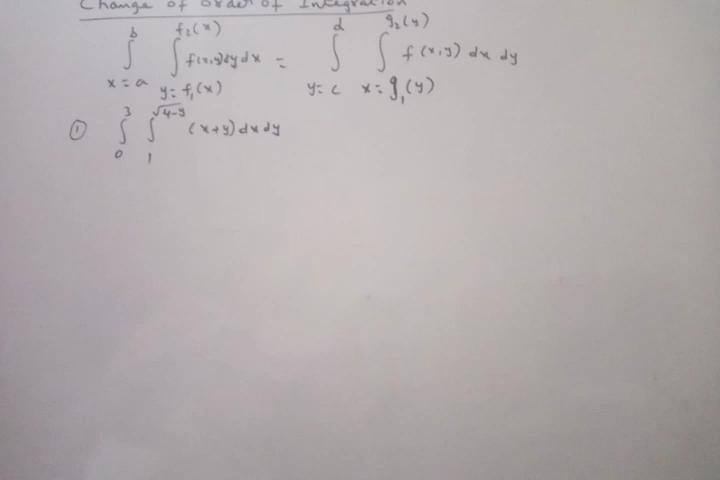 Change of Order of Integration
∫_{x=a}^{b} ∫_{y=f₁(x)}^{f₂(x)} f(x,y) dy dx = ∫_{y=c}^{d} ∫_{x=g₁(y)}^{g₂(y)} f(x,y) dx dy
① ∫_{0}^{3} ∫_{1}^{√4-y} (x+y) dx dy